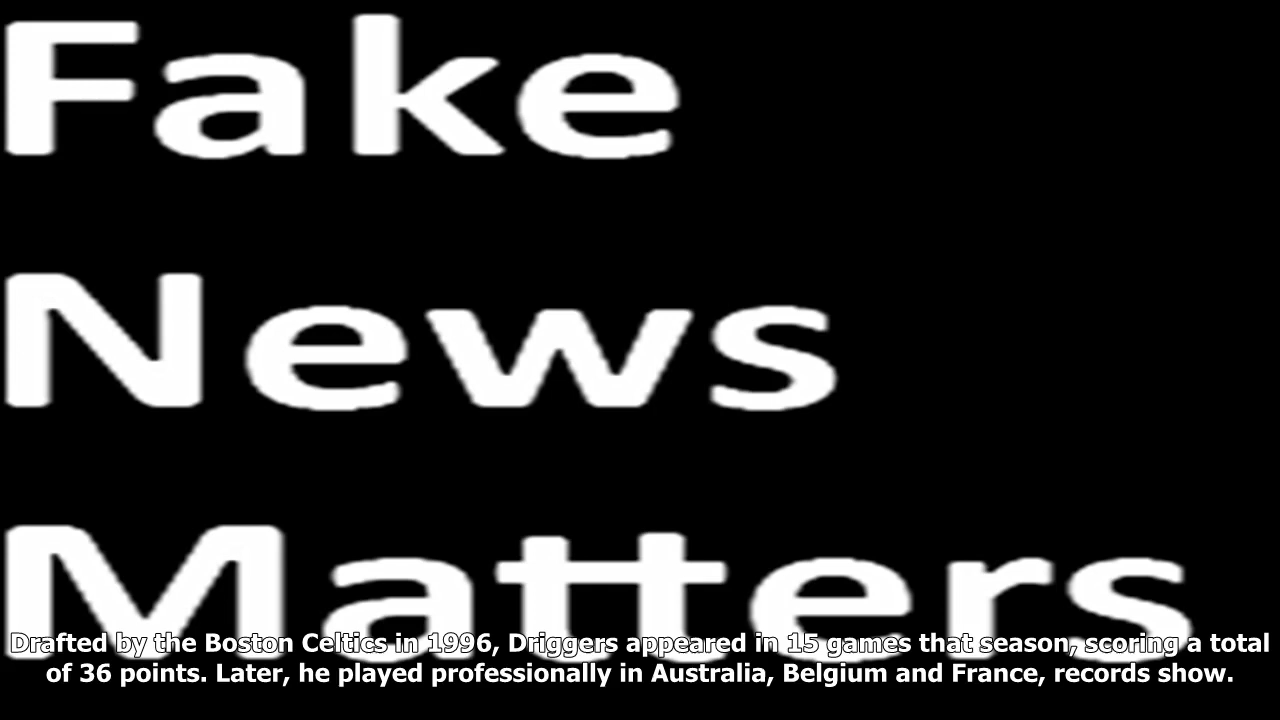 Fake
News
Matters
Drafted by the Boston Celtics in 1996, Driggers appeared in 15 games that season, scoring a total
of 36 points. Later, he played professionally in Australia, Belgium and France, records show.